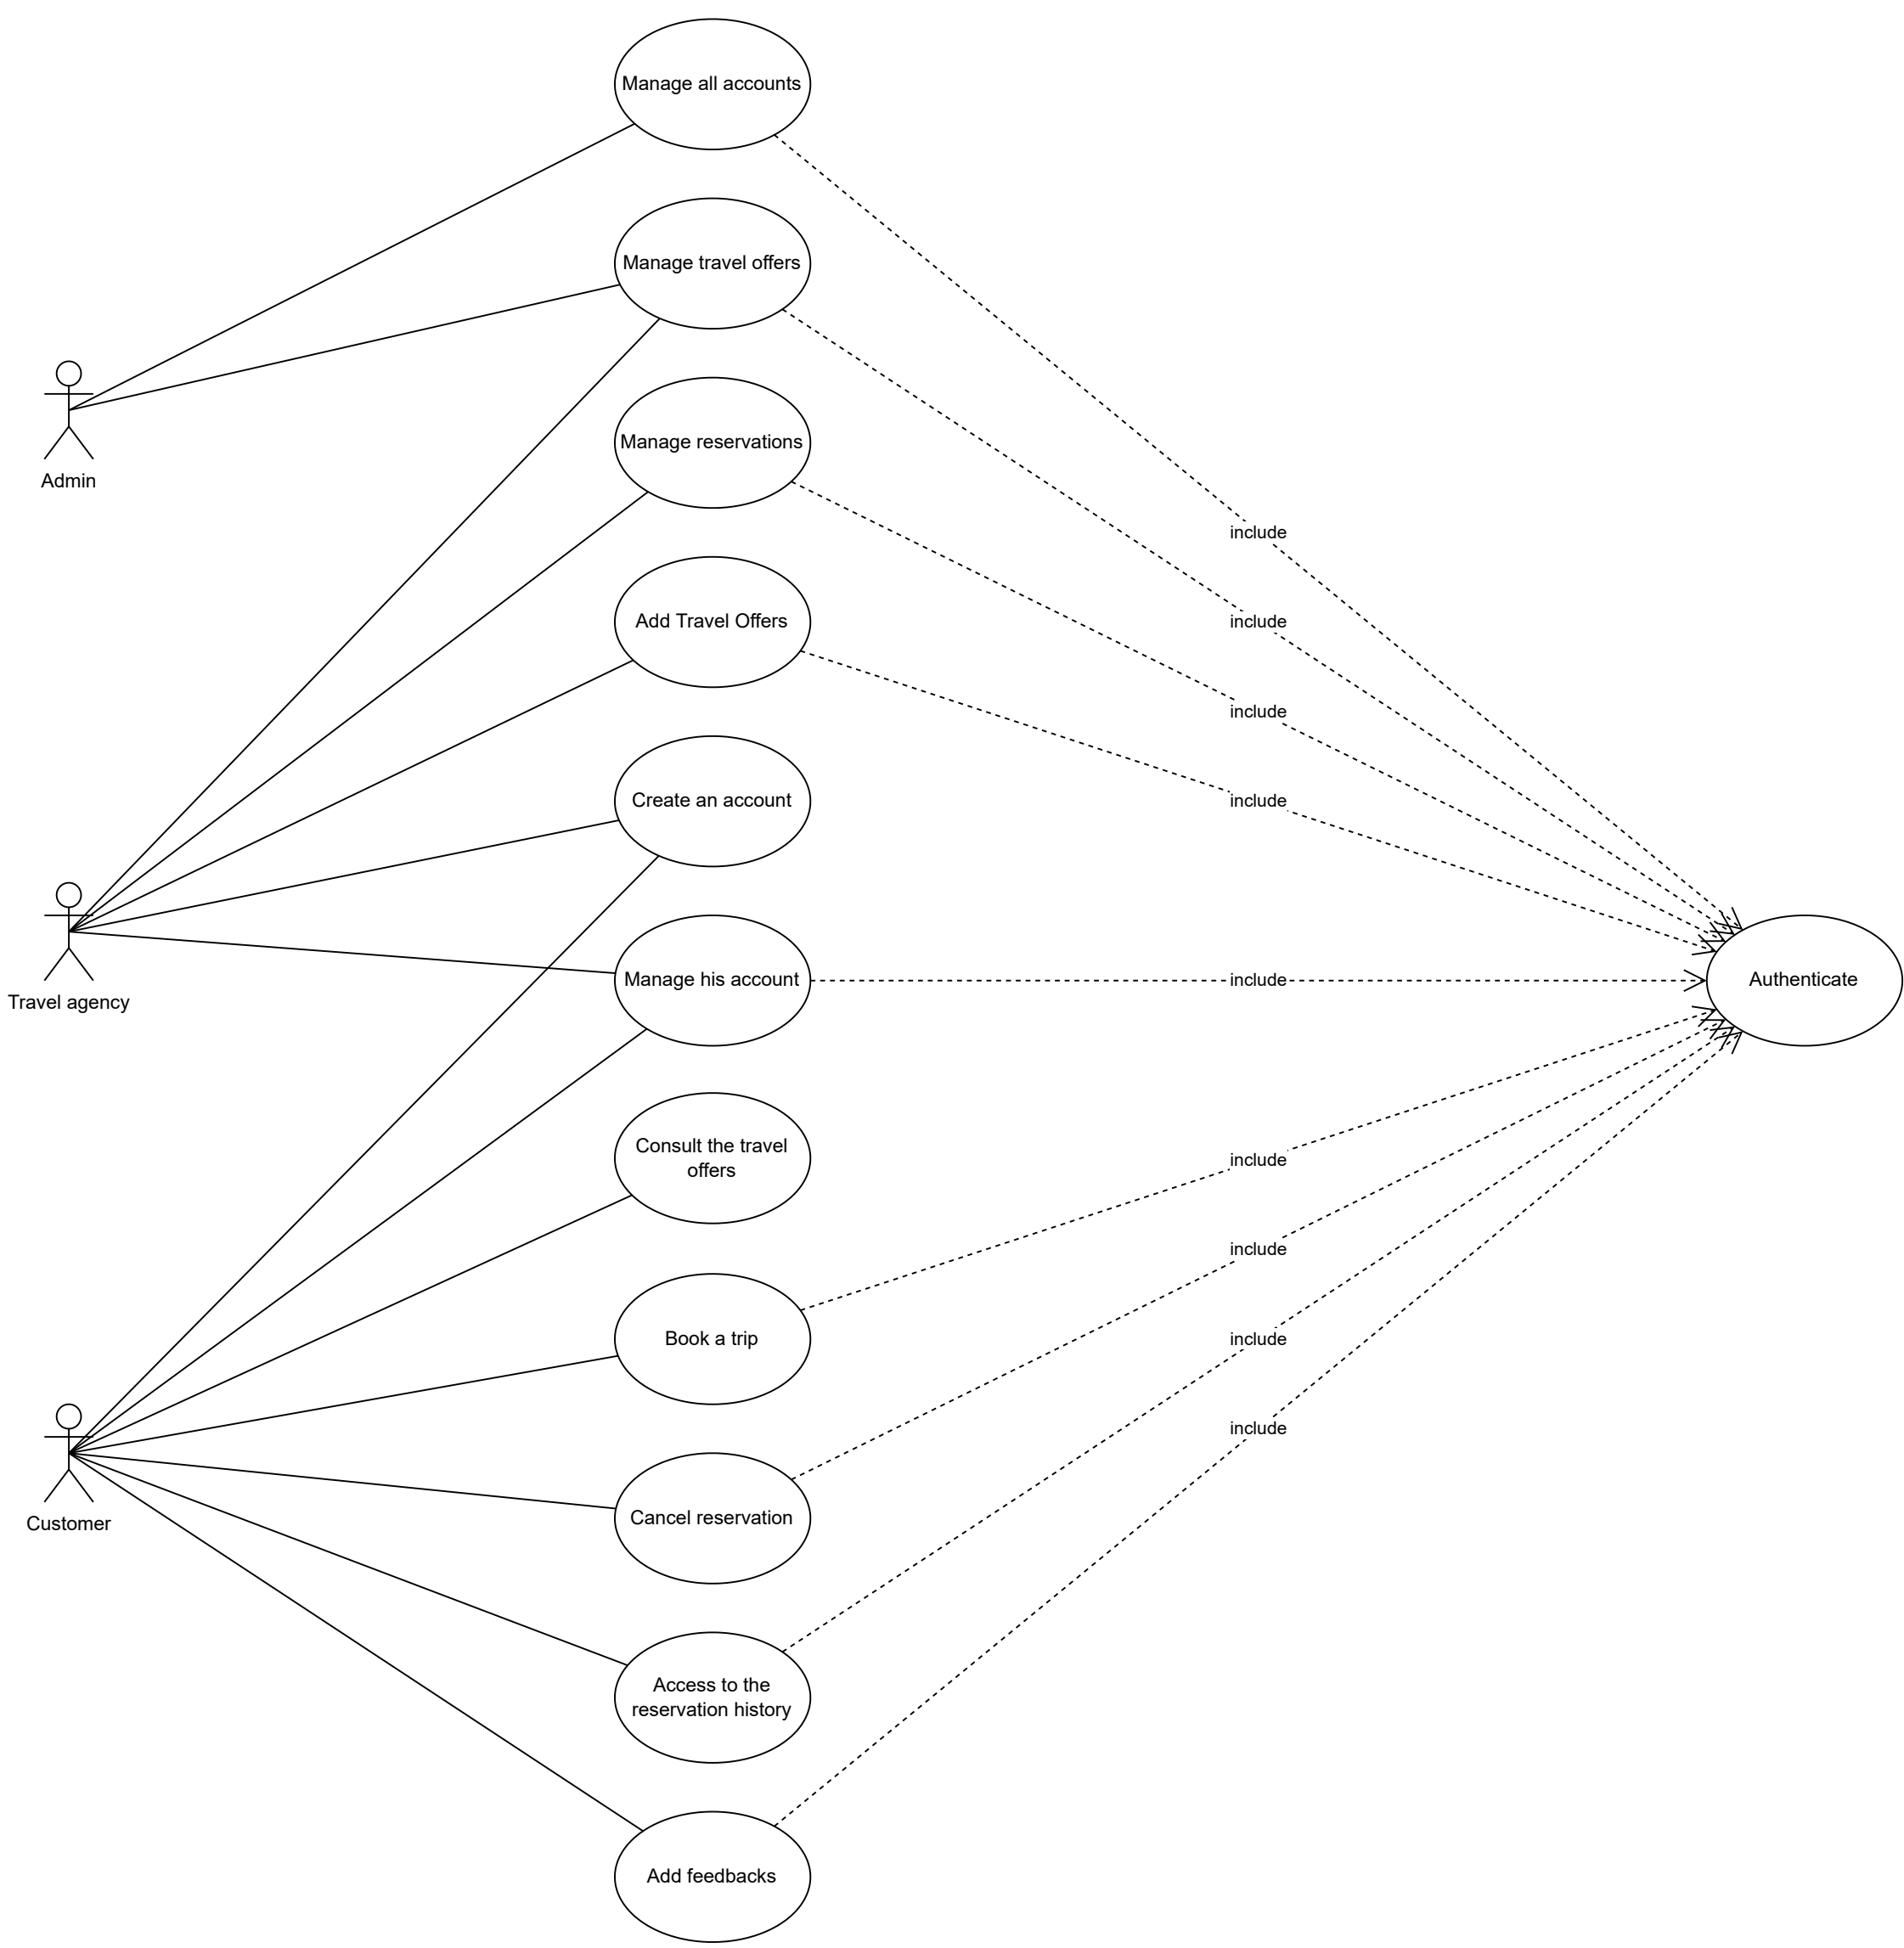 Manage all accounts
Manage travel offers
Manage reservations
Admin
include
Add Travel Offers
include
include
Create an account
include
Manage his account
include
Authenticate
Travel agency
Consult the travel
offers
include
include
Book a trip
include
include
Cancel reservation
Customer
Access to the
reservation history
Add feedbacks